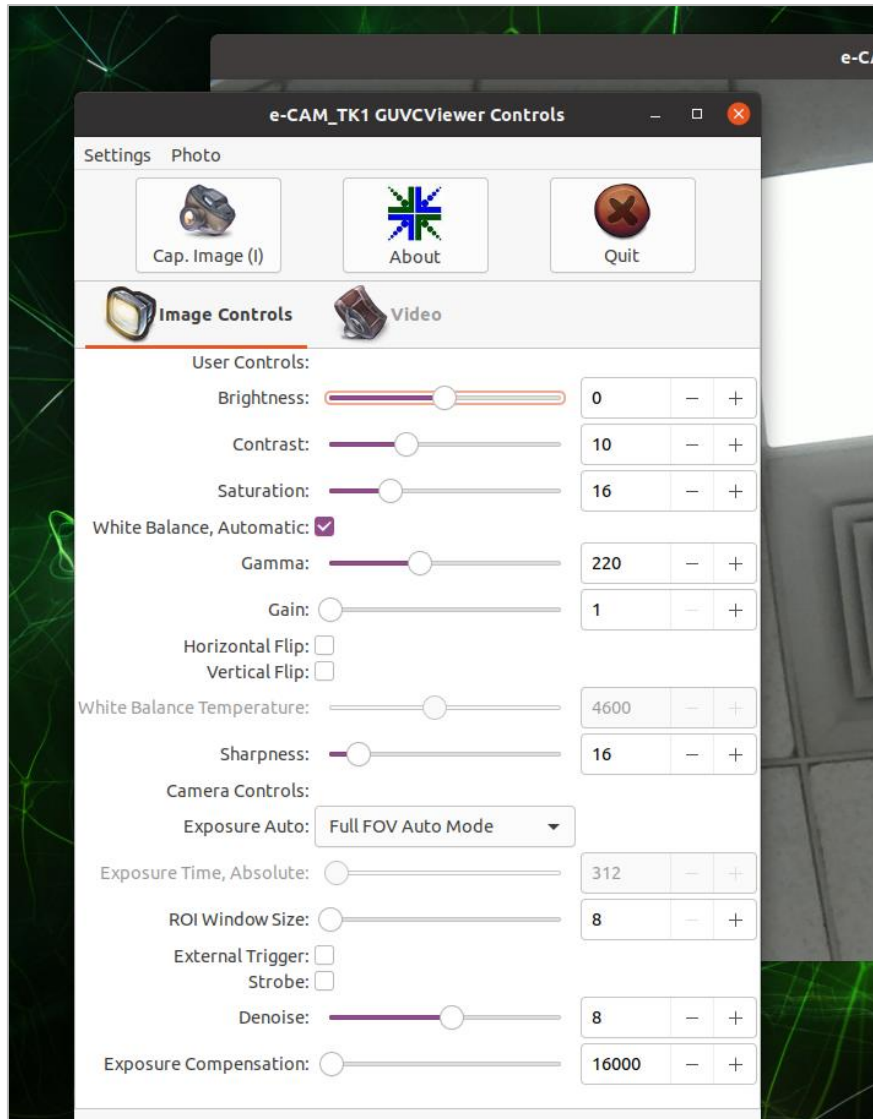 e-CA
e-CAM_TK1 GUVCViewer Controls
Settings Photo
Cap. Image (I) About Quit
Image Controls Video
User Controls:
Brightness: 0 − +
Contrast: 10 − +
Saturation: 16 − +
White Balance, Automatic:
Gamma: 220 − +
Gain: 1 − +
Horizontal Flip:
Vertical Flip:
White Balance Temperature: 4600 − +
Sharpness: 16 − +
Camera Controls:
Exposure Auto: Full FOV Auto Mode
Exposure Time, Absolute: 312 − +
ROI Window Size: 8 − +
External Trigger:
Strobe:
Denoise: 8 − +
Exposure Compensation: 16000 − +